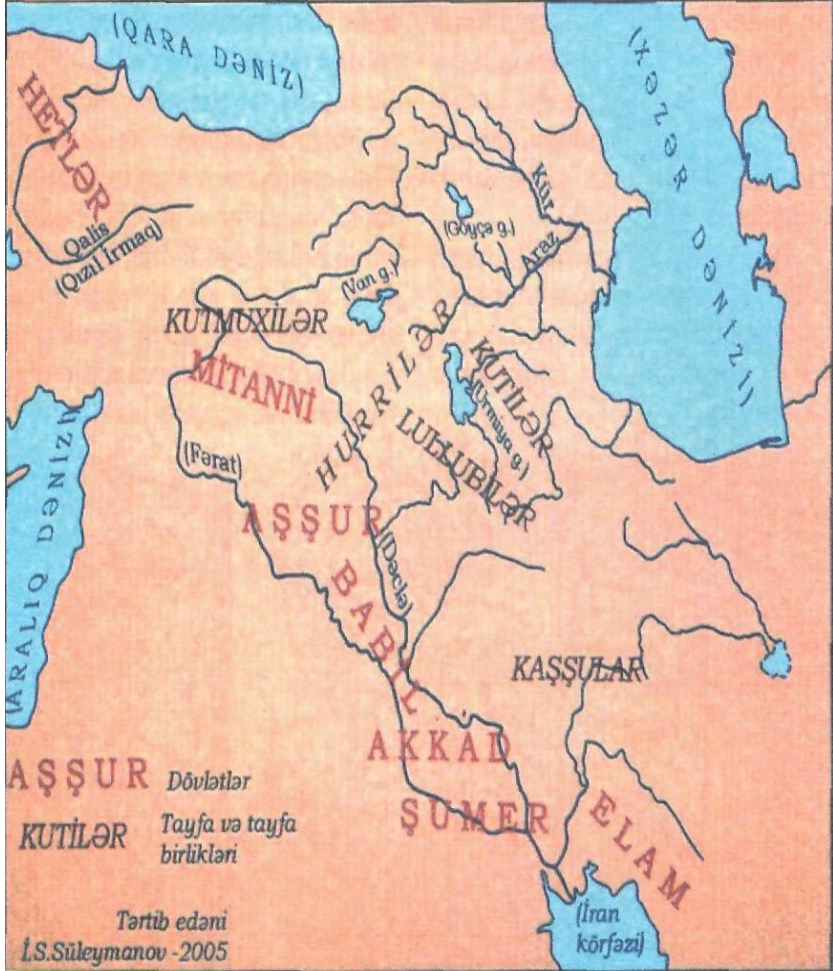 (QARA DƏNİZ)
(XƏZƏR DƏNİZİ)
HETLƏR
Qalis
(Qızıl İrmaq)
Kür
(Göyçə g.)
Araz
(Van g.)
KUTMUXİLƏR
MİTANNİ
HURRİLƏR
KUTİLƏR
(Urmiya g.)
LULLUBİLƏR
(Fərat)
AŞŞUR
(Dəclə)
(ARALIQ DƏNİZİ)
BABİL
KAŞŞULAR
AKKAD
ŞUMER
ELAM
(İran
körfəzi)
AŞŞUR Dövlətlər
KUTİLƏR Tayfa və tayfa
birlikləri
Tərtib edəni
İ.S.Süleymanov -2005